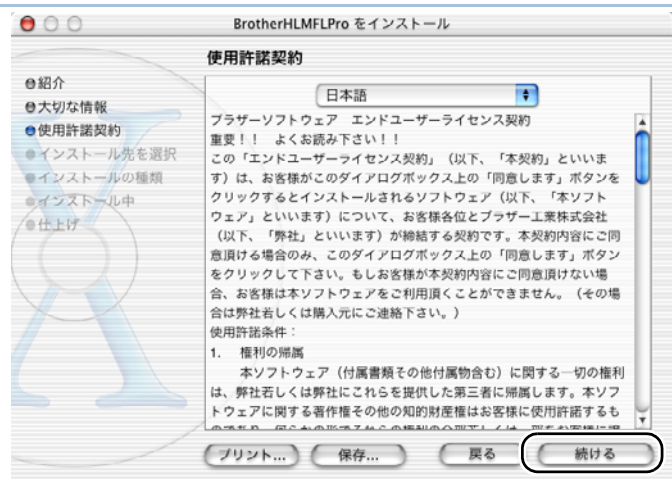 BrotherHLMFLPro をインストール
使用許諾契約
紹介
大切な情報
使用許諾契約
インストール先を選択
インストールの種類
インストール中
仕上げ
日本語
ブラザーソフトウェア　エンドユーザーライセンス契約
重要！！　よくお読み下さい！！
この「エンドユーザーライセンス契約」（以下、「本契約」といいま
す）は、お客様がこのダイアログボックス上の「同意します」ボタンを
クリックするとインストールされるソフトウェア（以下、「本ソフト
ウェア」といいます）について、お客様各位とブラザー工業株式会社
（以下、「弊社」といいます）が締結する契約です。本契約内容にご同
意頂ける場合のみ、このダイアログボックス上の「同意します」ボタン
をクリックして下さい。もしお客様が本契約内容にご同意頂けない場
合、お客様は本ソフトウェアをご利用頂くことができません。（その場
合は弊社若しくは購入元にご連絡下さい。）
使用許諾条件：
1.　権利の帰属
本ソフトウェア（付属書類その他付属物含む）に関する一切の権利
は、弊社若しくは弊社にこれらを提供した第三者に帰属します。本ソフ
トウェアに関する著作権その他の知的財産権はお客様に使用許諾するも
プリント... 保存... 戻る 続ける